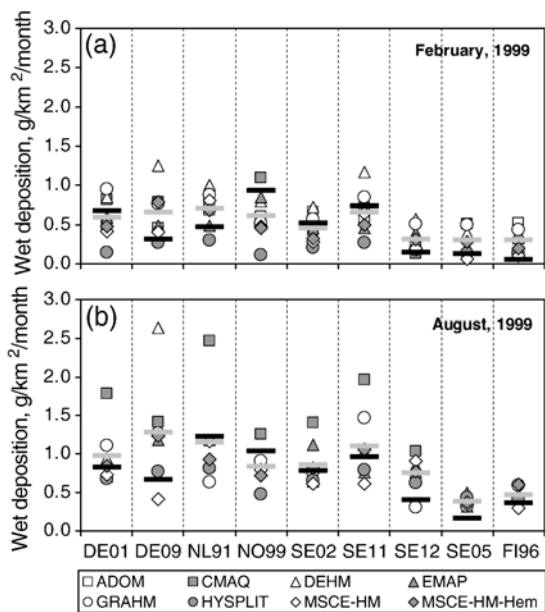 (a)
February, 1999
Wet deposition, g/km²/month
3.0
2.5
2.0
1.5
1.0
0.5
0.0
(b)
August, 1999
Wet deposition, g/km²/month
3.0
2.5
2.0
1.5
1.0
0.5
0.0
DE01 DE09 NL91 NO99 SE02 SE11 SE12 SE05 FI96
ADOM CMAQ DEHM EMAP
GRAHM HYSPLIT MSCE-HM MSCE-HM-Hem